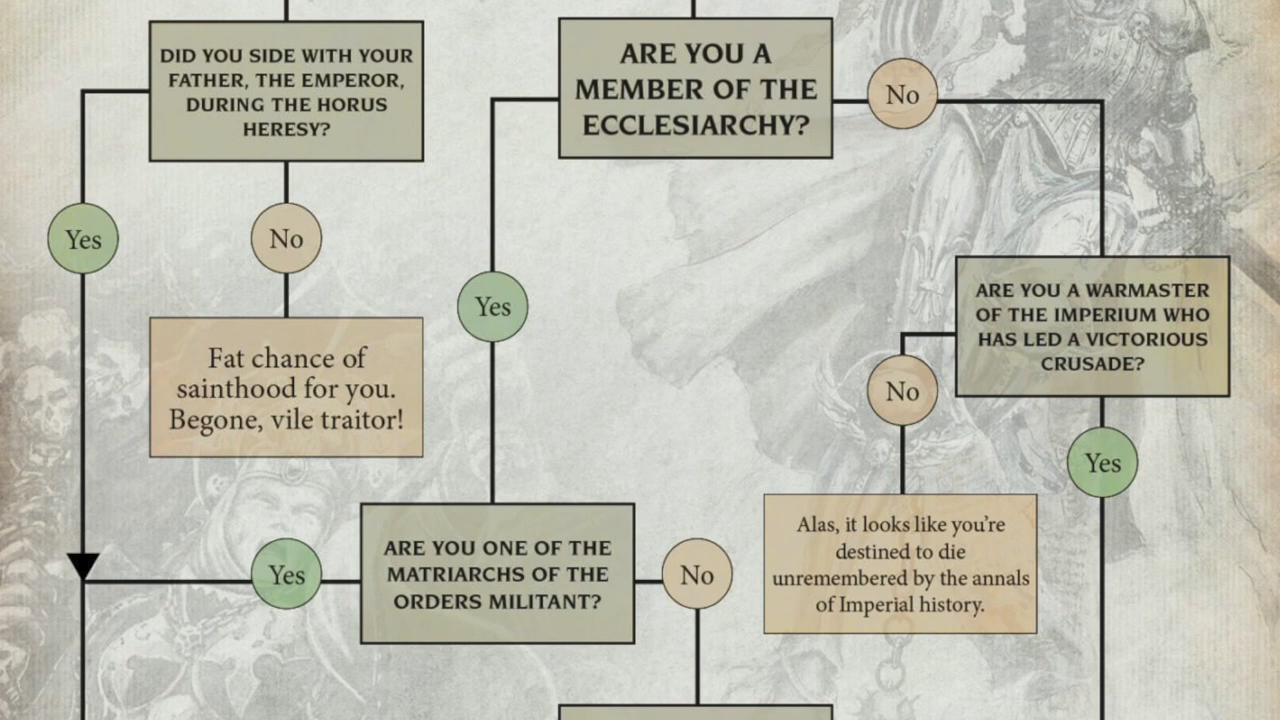 DID YOU SIDE WITH YOUR
FATHER, THE EMPEROR,
DURING THE HORUS
HERESY?
Yes
No
Fat chance of
sainthood for you.
Begone, vile traitor!
ARE YOU A
MEMBER OF THE
ECCLESIARCHY?
No
Yes
ARE YOU A WARMASTER
OF THE IMPERIUM WHO
HAS LED A VICTORIOUS
CRUSADE?
No
Yes
Alas, it looks like you’re
destined to die
unremembered by the annals
of Imperial history.
ARE YOU ONE OF THE
MATRIARCHS OF THE
ORDERS MILITANT?
Yes
No